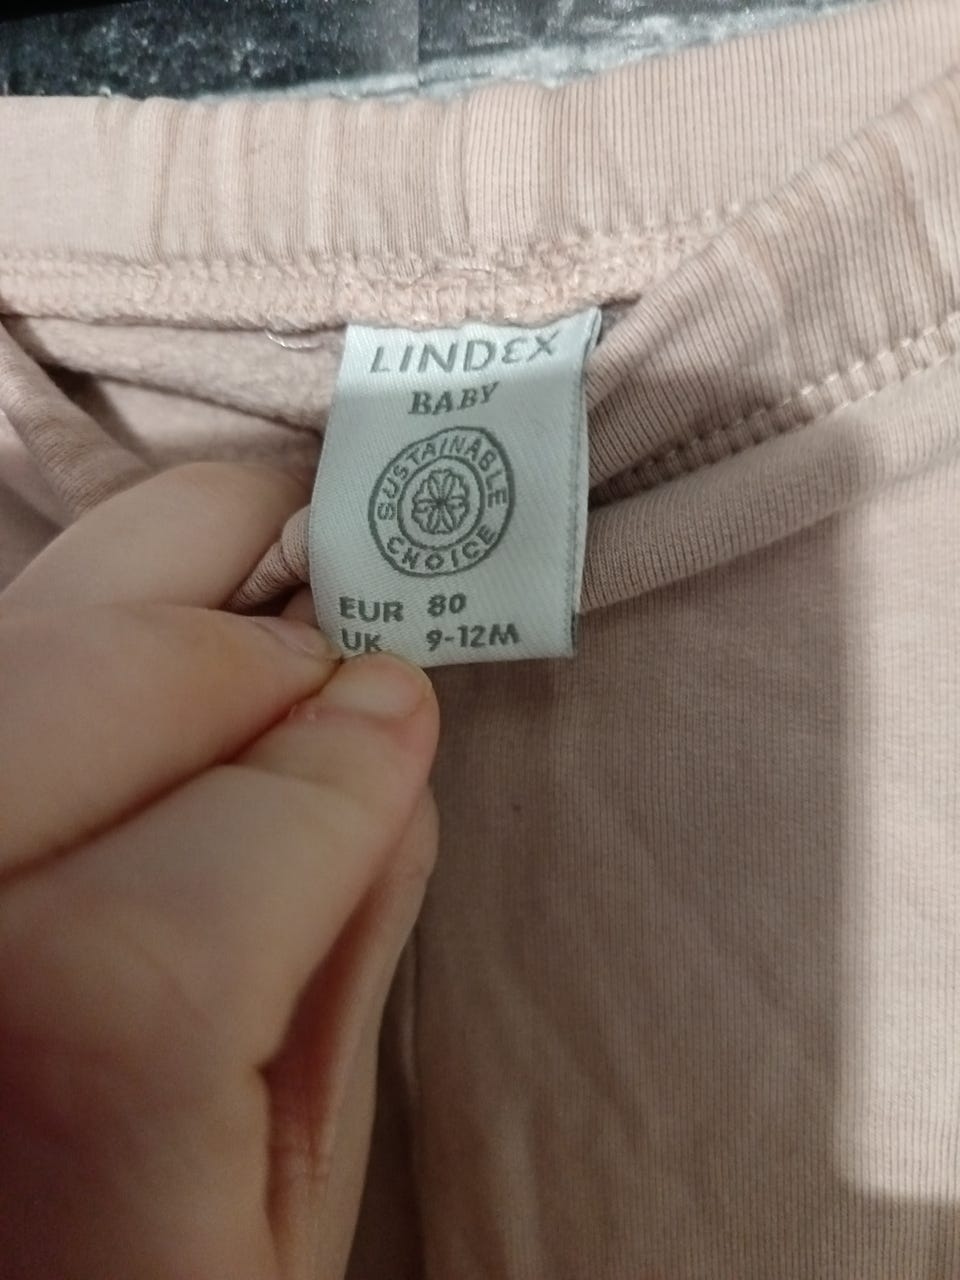 LINDEX
BABY
SUSTAINABLE
CHOICE
EUR 80
UK 9-12M